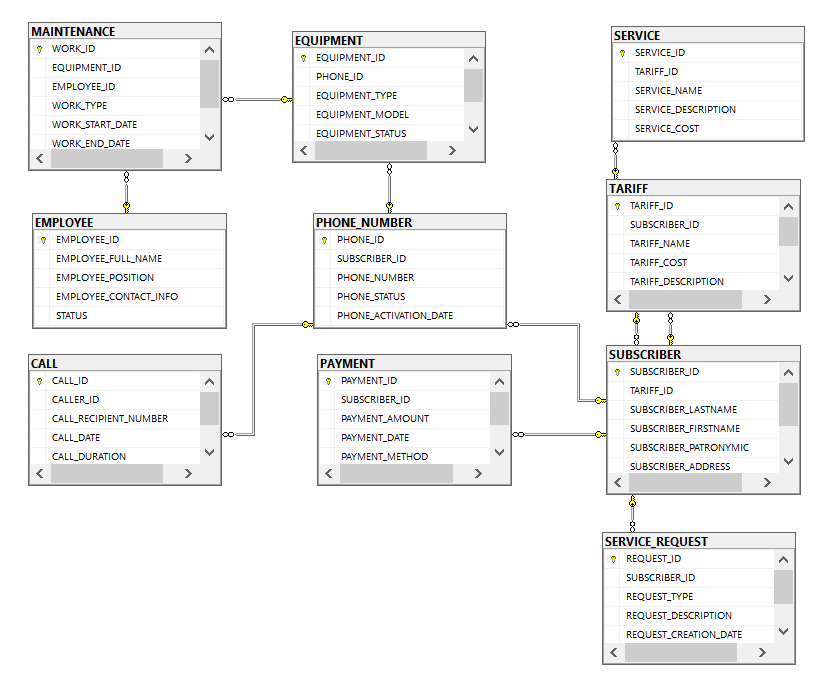 MAINTENANCE
WORK_ID
EQUIPMENT_ID
EMPLOYEE_ID
WORK_TYPE
WORK_START_DATE
WORK_END_DATE
EQUIPMENT
EQUIPMENT_ID
PHONE_ID
EQUIPMENT_TYPE
EQUIPMENT_MODEL
EQUIPMENT_STATUS
SERVICE
SERVICE_ID
TARIFF_ID
SERVICE_NAME
SERVICE_DESCRIPTION
SERVICE_COST
EMPLOYEE
EMPLOYEE_ID
EMPLOYEE_FULL_NAME
EMPLOYEE_POSITION
EMPLOYEE_CONTACT_INFO
STATUS
PHONE_NUMBER
PHONE_ID
SUBSCRIBER_ID
PHONE_NUMBER
PHONE_STATUS
PHONE_ACTIVATION_DATE
TARIFF
TARIFF_ID
SUBSCRIBER_ID
TARIFF_NAME
TARIFF_COST
TARIFF_DESCRIPTION
CALL
CALL_ID
CALLER_ID
CALL_RECIPIENT_NUMBER
CALL_DATE
CALL_DURATION
PAYMENT
PAYMENT_ID
SUBSCRIBER_ID
PAYMENT_AMOUNT
PAYMENT_DATE
PAYMENT_METHOD
SUBSCRIBER
SUBSCRIBER_ID
TARIFF_ID
SUBSCRIBER_LASTNAME
SUBSCRIBER_FIRSTNAME
SUBSCRIBER_PATRONYMIC
SUBSCRIBER_ADDRESS
SERVICE_REQUEST
REQUEST_ID
SUBSCRIBER_ID
REQUEST_TYPE
REQUEST_DESCRIPTION
REQUEST_CREATION_DATE